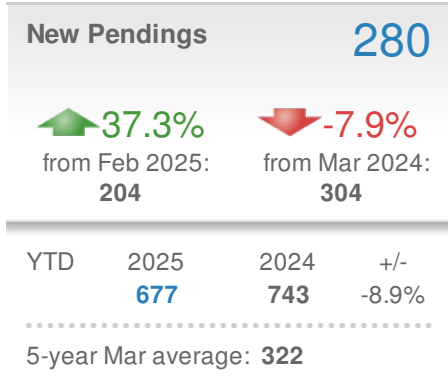 New Pendings 280
37.3% -7.9%
from Feb 2025: from Mar 2024:
204 304
YTD 2025 2024 +/-
677 743 -8.9%
5-year Mar average: 322